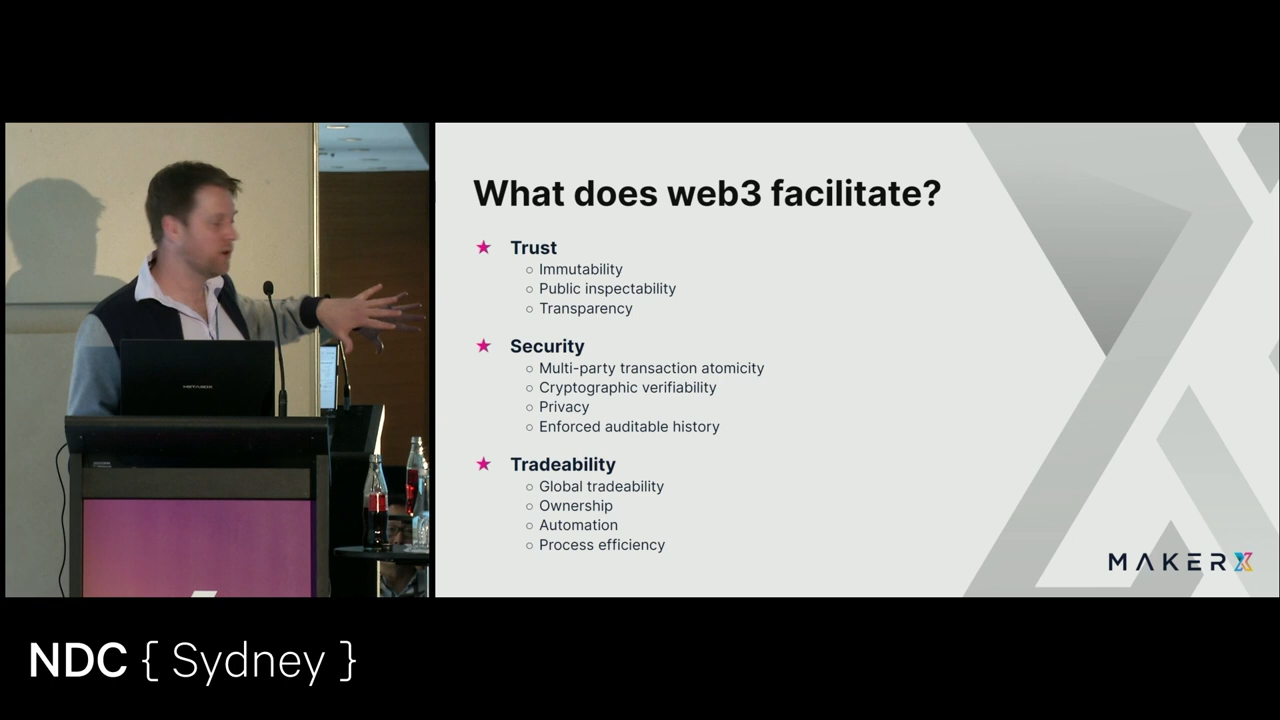 What does web3 facilitate?
★ Trust
○ Immutability
○ Public inspectability
○ Transparency
★ Security
○ Multi-party transaction atomicity
○ Cryptographic verifiability
○ Privacy
○ Enforced auditable history
★ Tradeability
○ Global tradeability
○ Ownership
○ Automation
○ Process efficiency
MAKERX
NDC { Sydney }